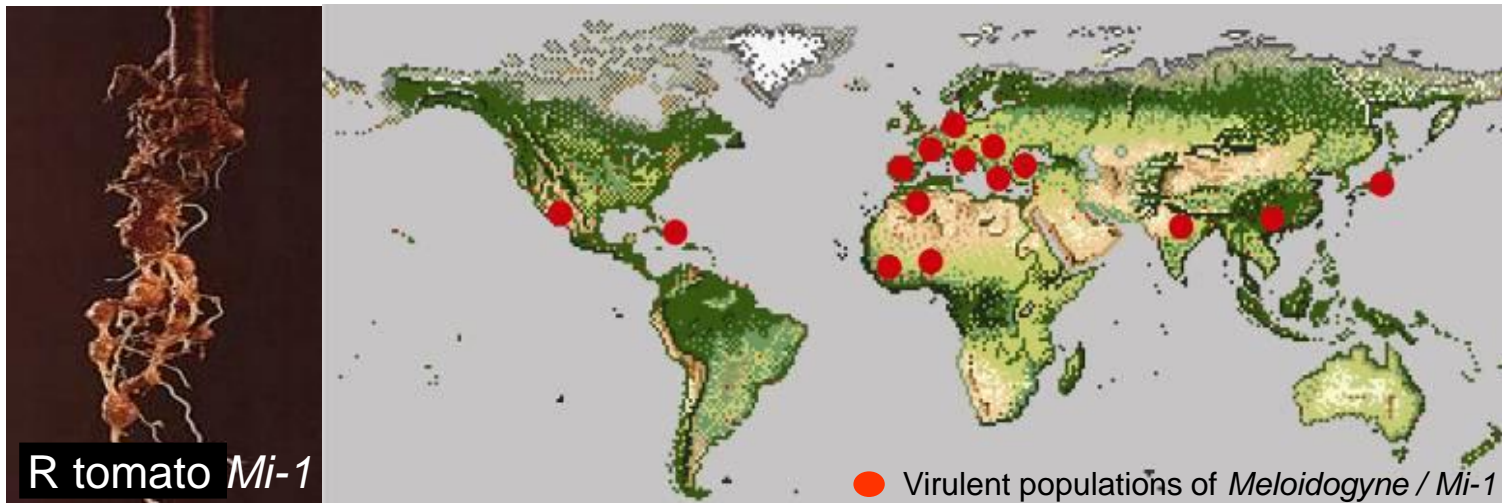 R tomato Mi-1
Virulent populations of Meloidogyne / Mi-1